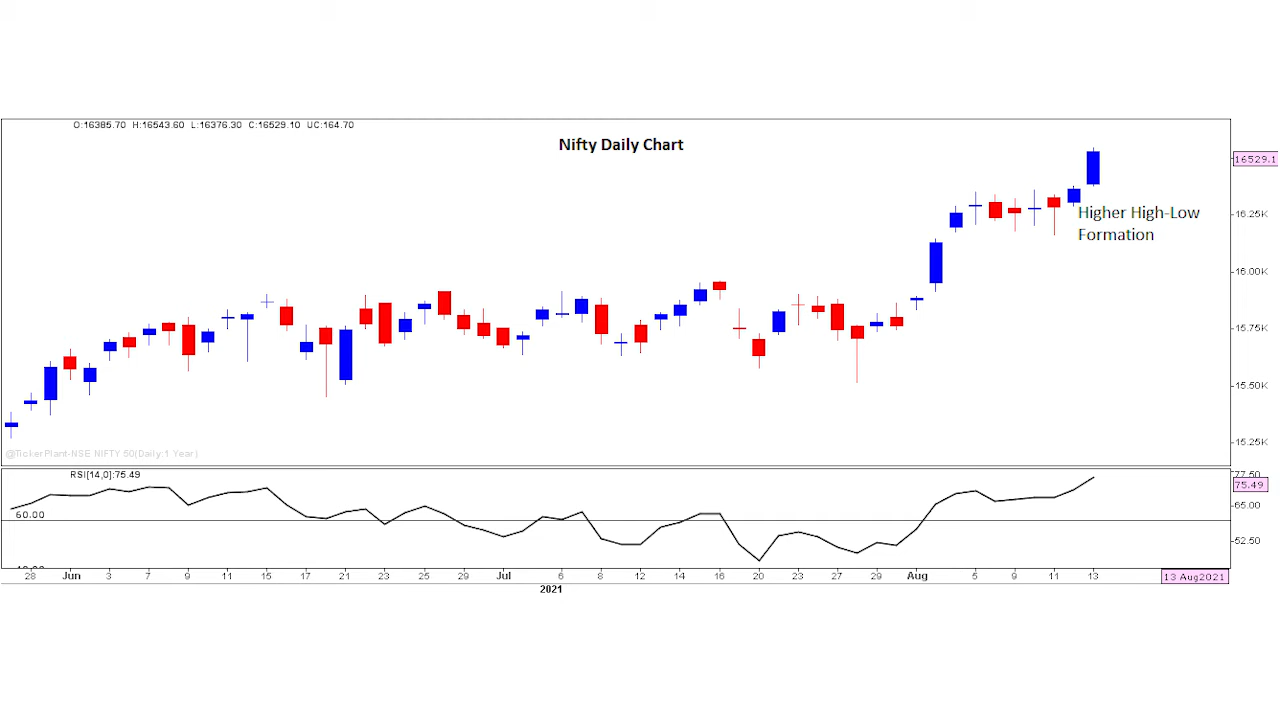 O:16385.70 H:16543.60 L:16376.30 C:16529.10 UC:164.70
Nifty Daily Chart
16529.1
16.25K
16.00K
15.75K
15.50K
15.25K
Higher High-Low
Formation
@TickerPlant-NSE NIFTY 50(Daily:1 Year)
RSI[14,0]:75.49
77.50
75.49
65.00
60.00
52.50
28 Jun 3 7 9 11 15 17 21 23 25 29 Jul 6 8 12 14 16 20 23 27 29 Aug 5 9 11 13 13 Aug2021
2021